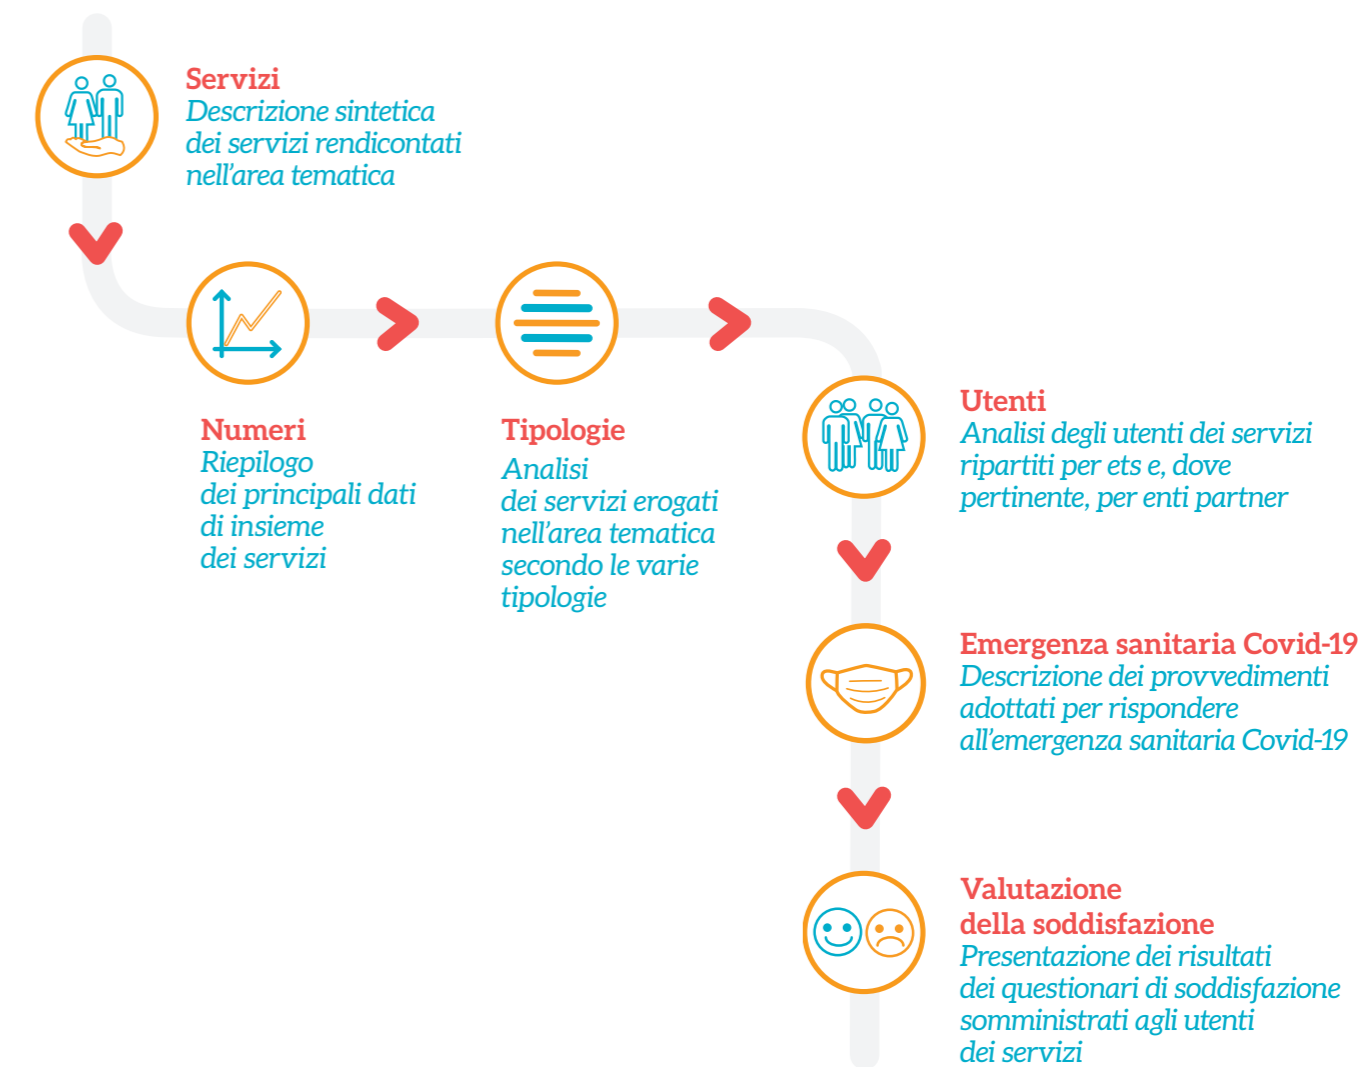 Servizi
Descrizione sintetica
dei servizi rendicontati
nell'area tematica
Numeri
Riepilogo
dei principali dati
di insieme
dei servizi
Tipologie
Analisi
dei servizi erogati
nell'area tematica
secondo le varie
tipologie
Utenti
Analisi degli utenti dei servizi
ripartiti per ets e, dove
pertinente, per enti partner
Emergenza sanitaria Covid-19
Descrizione dei provvedimenti
adottati per rispondere
all'emergenza sanitaria Covid-19
Valutazione
della soddisfazione
Presentazione dei risultati
dei questionari di soddisfazione
somministrati agli utenti
dei servizi